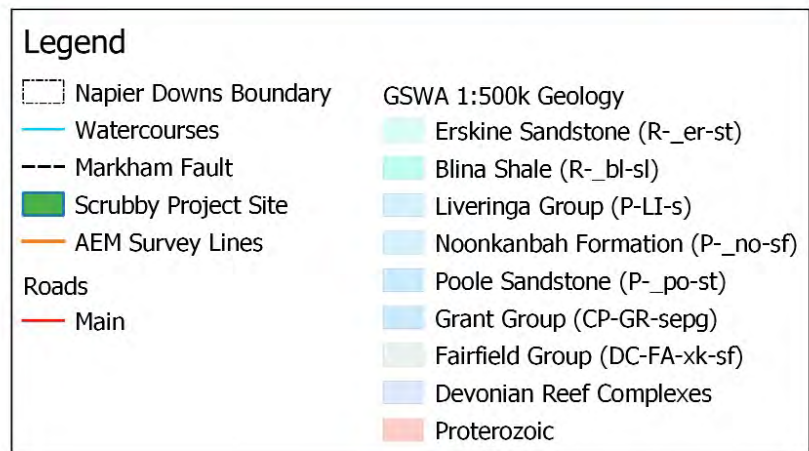 Legend
Napier Downs Boundary
Watercourses
Markham Fault
Scrubby Project Site
AEM Survey Lines
Roads
Main
GSWA 1:500k Geology
Erskine Sandstone (R-_er-st)
Blina Shale (R-_bl-sl)
Liveringa Group (P-LI-s)
Noonkanbah Formation (P-_no-sf)
Poole Sandstone (P-_po-st)
Grant Group (CP-GR-sepg)
Fairfield Group (DC-FA-xk-sf)
Devonian Reef Complexes
Proterozoic